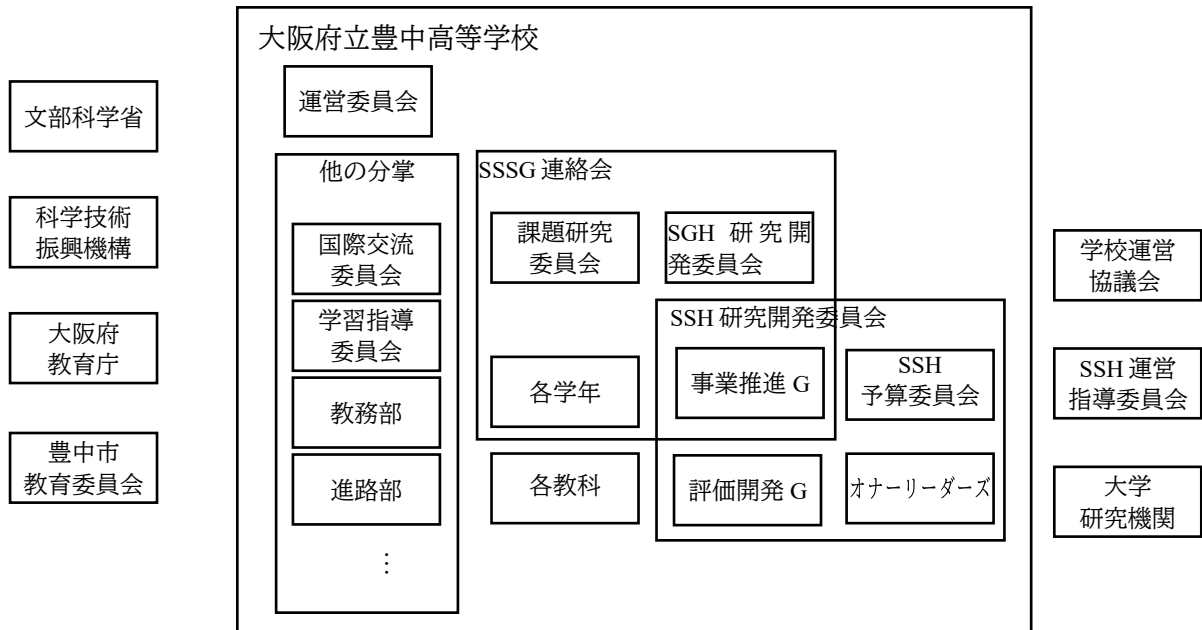 大阪府立豊中高等学校
文部科学省
科学技術
振興機構
大阪府
教育庁
豊中市
教育委員会
運営委員会
他の分掌
国際交流
委員会
学習指導
委員会
教務部
進路部
⋮
SSSG 連絡会
課題研究
委員会
SGH 研究開
発委員会
各学年
各教科
SSH 研究開発委員会
事業推進 G
SSH
予算委員会
評価開発 G
オナーリーダーズ
学校運営
協議会
SSH 運営
指導委員会
大学
研究機関